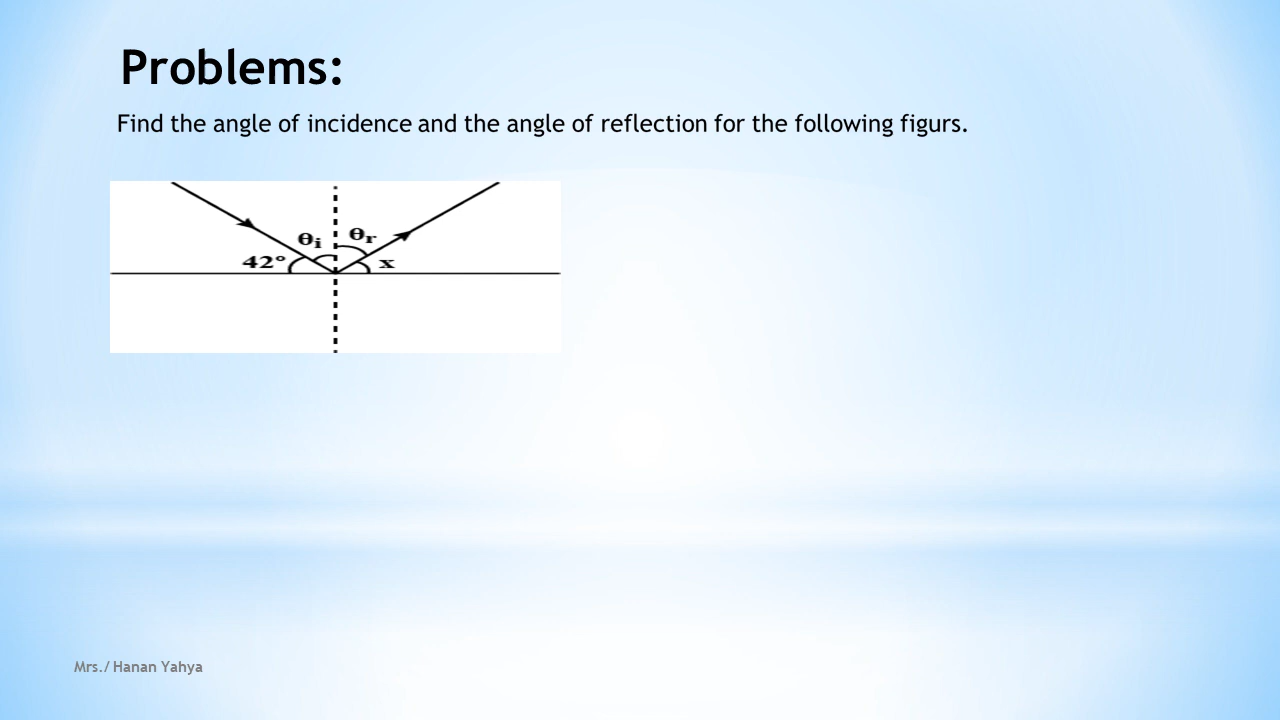 Problems:
Find the angle of incidence and the angle of reflection for the following figurs.
θi θr
42° x
Mrs./ Hanan Yahya